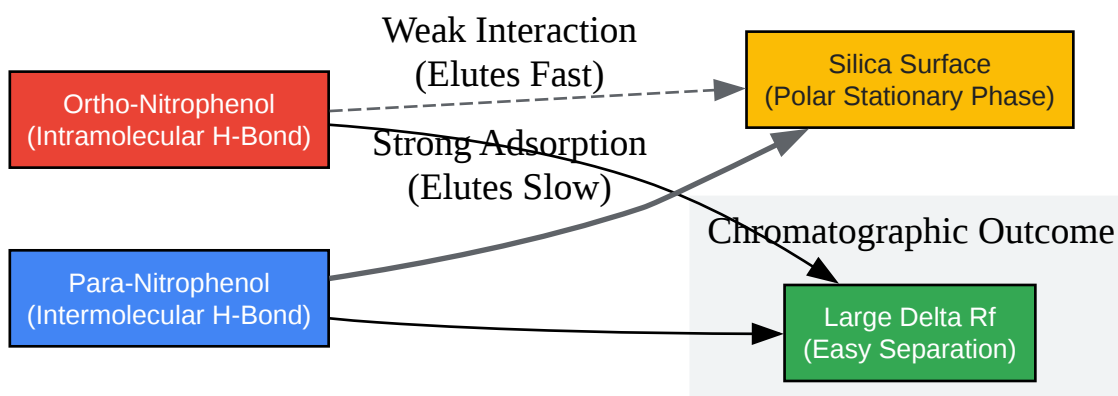 Weak Interaction
(Elutes Fast)
Silica Surface
(Polar Stationary Phase)
Ortho-Nitrophenol
(Intramolecular H-Bond)
Strong Adsorption
(Elutes Slow)
Chromatographic Outcome
Para-Nitrophenol
(Intermolecular H-Bond)
Large Delta Rf
(Easy Separation)